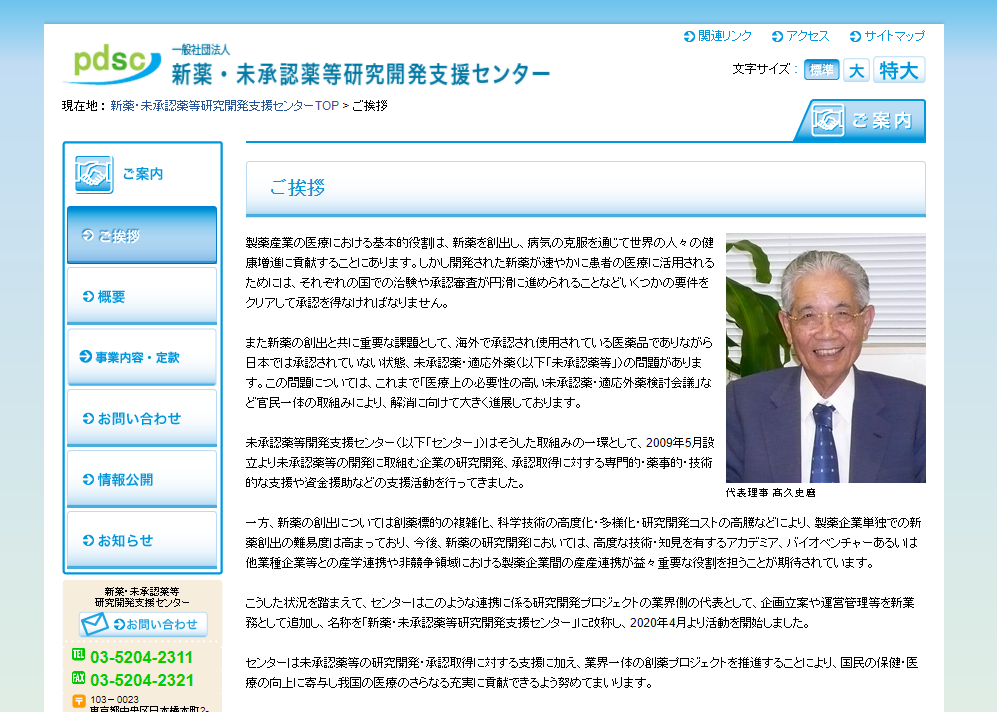 関連リンク アクセス サイトマップ
pdsc
一般社団法人
新薬・未承認薬等研究開発支援センター
文字サイズ： 標準 大 特大
現在地： 新薬・未承認薬等研究開発支援センターTOP > ご挨拶
ご案内
ご案内
ご挨拶
概要
事業内容・定款
お問い合わせ
情報公開
お知らせ
新薬・未承認薬等
研究開発支援センター
お問い合わせ
TEL 03-5204-2311
FAX 03-5204-2321
〒 103－0023
東京都中央区日本橋本町2-
ご挨拶
製薬産業の医療における基本的役割は、新薬を創出し、病気の克服を通じて世界の人々の健
康増進に貢献することにあります。しかし開発された新薬が速やかに患者の医療に活用される
ためには、それぞれの国での治験や承認審査が円滑に進められることなどいくつかの要件を
クリアして承認を得なければなりません。
また新薬の創出と共に重要な課題として、海外で承認され使用されている医薬品でありながら
日本では承認されていない状態、未承認薬・適応外薬（以下「未承認薬等」）の問題がありま
す。この問題については、これまで「医療上の必要性の高い未承認薬・適応外薬検討会議」な
ど官民一体の取組みにより、解消に向けて大きく進展しております。
未承認薬等開発支援センター（以下「センター」）はそうした取組みの一環として、2009年5月設
立より未承認薬等の開発に取組む企業の研究開発、承認取得に対する専門的・薬事的・技術
的な支援や資金援助などの支援活動を行ってきました。
代表理事 髙久史麿
一方、新薬の創出については創薬標的の複雑化、科学技術の高度化・多様化・研究開発コストの高騰などにより、製薬企業単独での新
薬創出の難易度は高まっており、今後、新薬の研究開発においては、高度な技術・知見を有するアカデミア、バイオベンチャーあるいは
他業種企業等との産学連携や非競争領域における製薬企業間の産産連携が益々重要な役割を担うことが期待されています。
こうした状況を踏まえて、センターはこのような連携に係る研究開発プロジェクトの業界側の代表として、企画立案や運営管理等を新業
務として追加し、名称を「新薬・未承認薬等研究開発支援センター」に改称し、2020年4月より活動を開始しました。
センターは未承認薬等の研究開発・承認取得に対する支援に加え、業界一体の創薬プロジェクトを推進することにより、国民の保健・医
療の向上に寄与し我国の医療のさらなる充実に貢献できるよう努めてまいります。